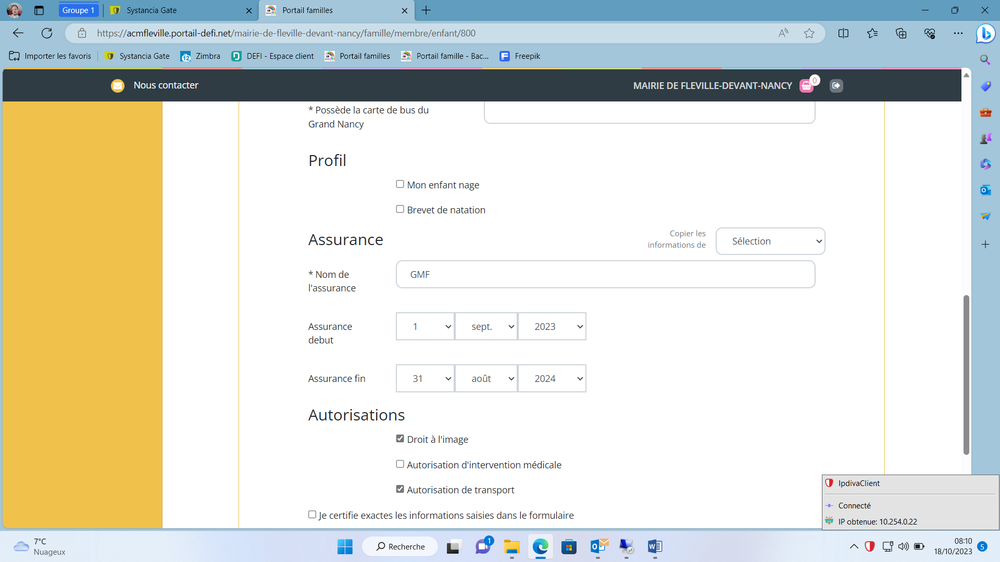 Groupe 1
Systancia Gate
Portail familles
https://acmfleville.portail-defi.net/mairie-de-fleville-devant-nancy/famille/membre/enfant/800
Importer les favoris
Systancia Gate
Zimbra
DEFI - Espace client
Portail familles
Portail famille - Bac...
Freepik
Nous contacter
MAIRIE DE FLEVILLE-DEVANT-NANCY
0
* Possède la carte de bus du
Grand Nancy
Profil
Mon enfant nage
Brevet de natation
Assurance
Copier les
informations de
Sélection
* Nom de
l'assurance
GMF
Assurance
debut
1
sept.
2023
Assurance fin
31
août
2024
Autorisations
Droit à l'image
Autorisation d'intervention médicale
Autorisation de transport
Je certifie exactes les informations saisies dans le formulaire
IpdivaClient
Connecté
IP obtenue: 10.254.0.22
7°C
Nuageux
Recherche
1
08:10
18/10/2023
5